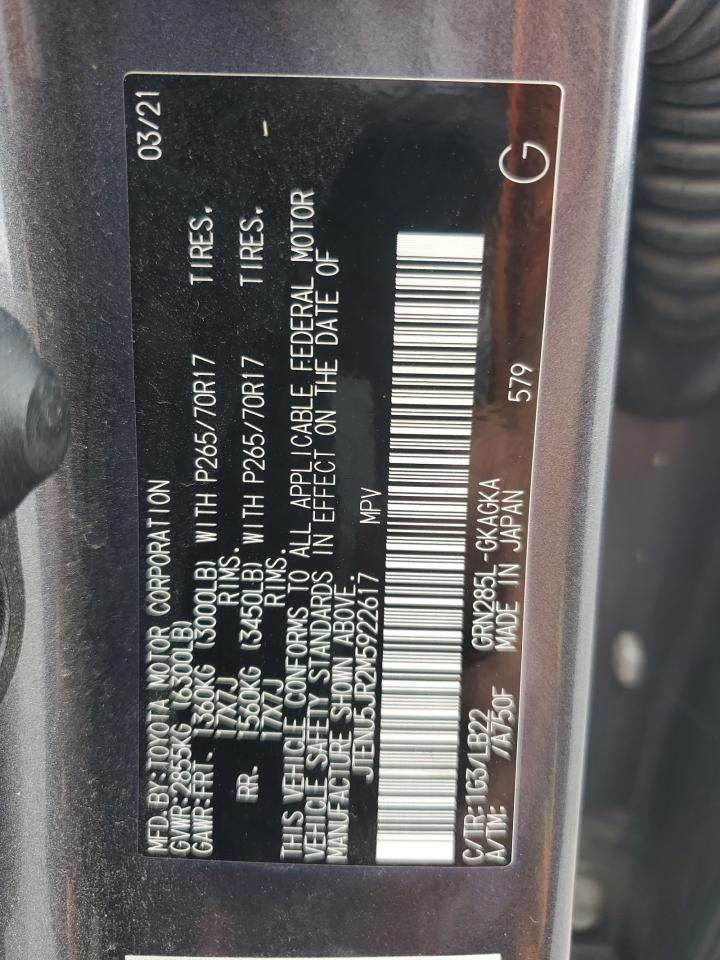 MFD.BY:TOYOTA MOTOR CORPORATION 03/21
GVWR:2855KG (6300LB)
GAWR:FRT. 1360KG (3000LB) WITH P265/70R17 TIRES.
17X7J RIMS.
RR. 1560KG (3450LB) WITH P265/70R17 TIRES.
17X7J RIMS.
THIS VEHICLE CONFORMS TO ALL APPLICABLE FEDERAL MOTOR
VEHICLE SAFETY STANDARDS IN EFFECT ON THE DATE OF
MANUFACTURE SHOWN ABOVE.
JTENU5JR2M5922617 MPV
C/TR:1G3/LB22 GRN285L-GKAGKA 579 G
A/TM: /A750F MADE IN JAPAN